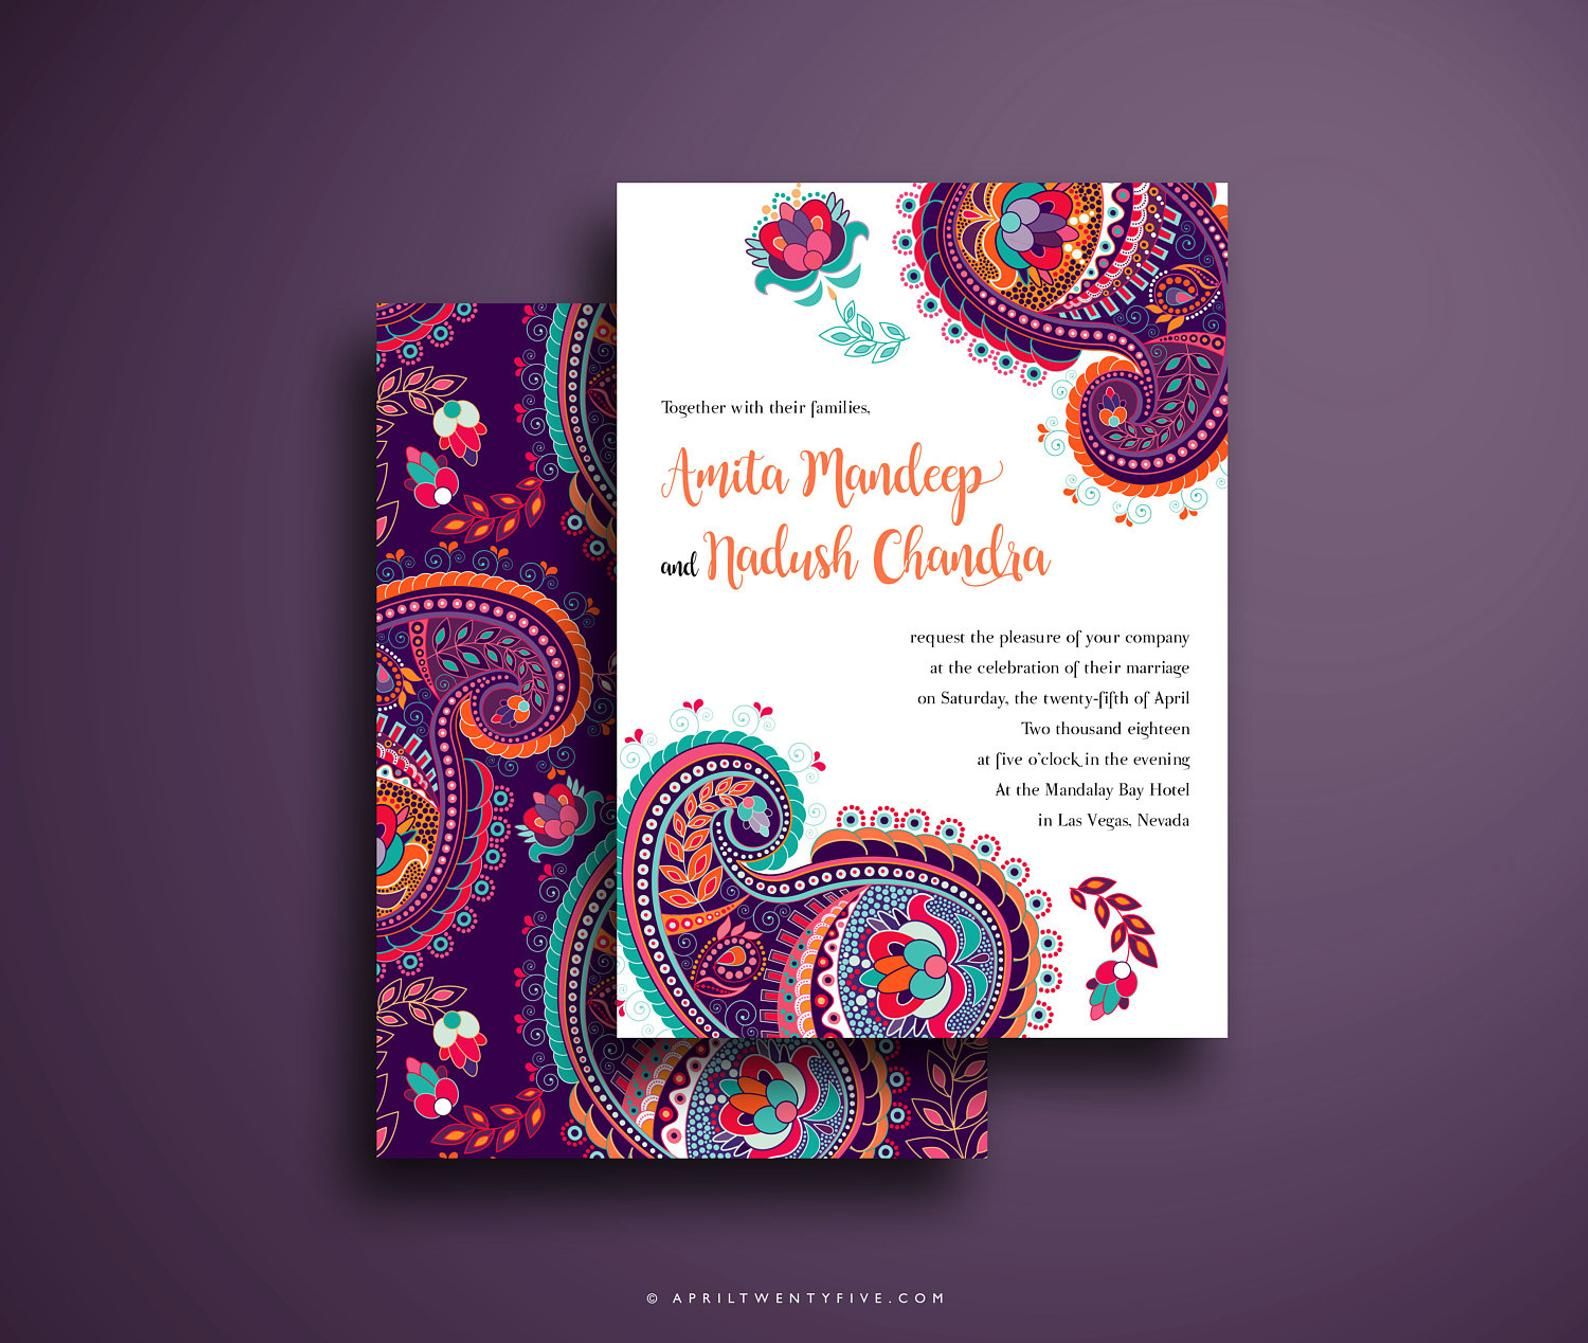 Together with their families,
Amita Mandeep
and Nadush Chandra
request the pleasure of your company
at the celebration of their marriage
on Saturday, the twenty-fifth of April
Two thousand eighteen
at five o'clock in the evening
At the Mandalay Bay Hotel
in Las Vegas, Nevada
© APRILTWENTYFIVE.COM